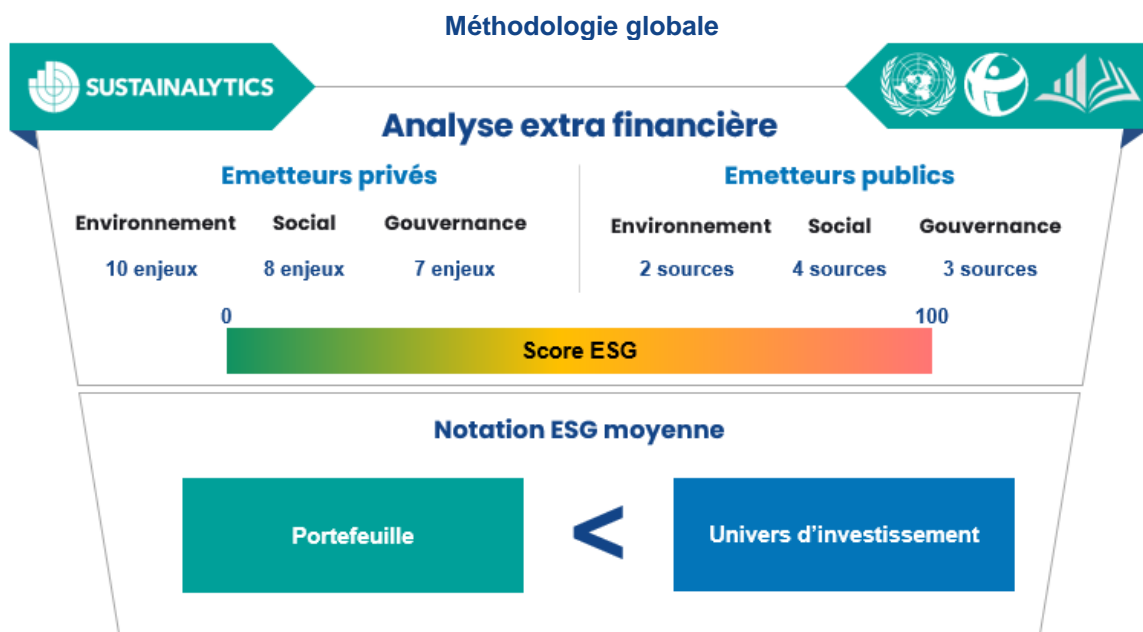 Méthodologie globale
SUSTAINALYTICS
Analyse extra financière
Emetteurs privés
Emetteurs publics
Environnement Social Gouvernance
10 enjeux 8 enjeux 7 enjeux
Environnement Social Gouvernance
2 sources 4 sources 3 sources
0 100
Score ESG
Notation ESG moyenne
Portefeuille < Univers d'investissement